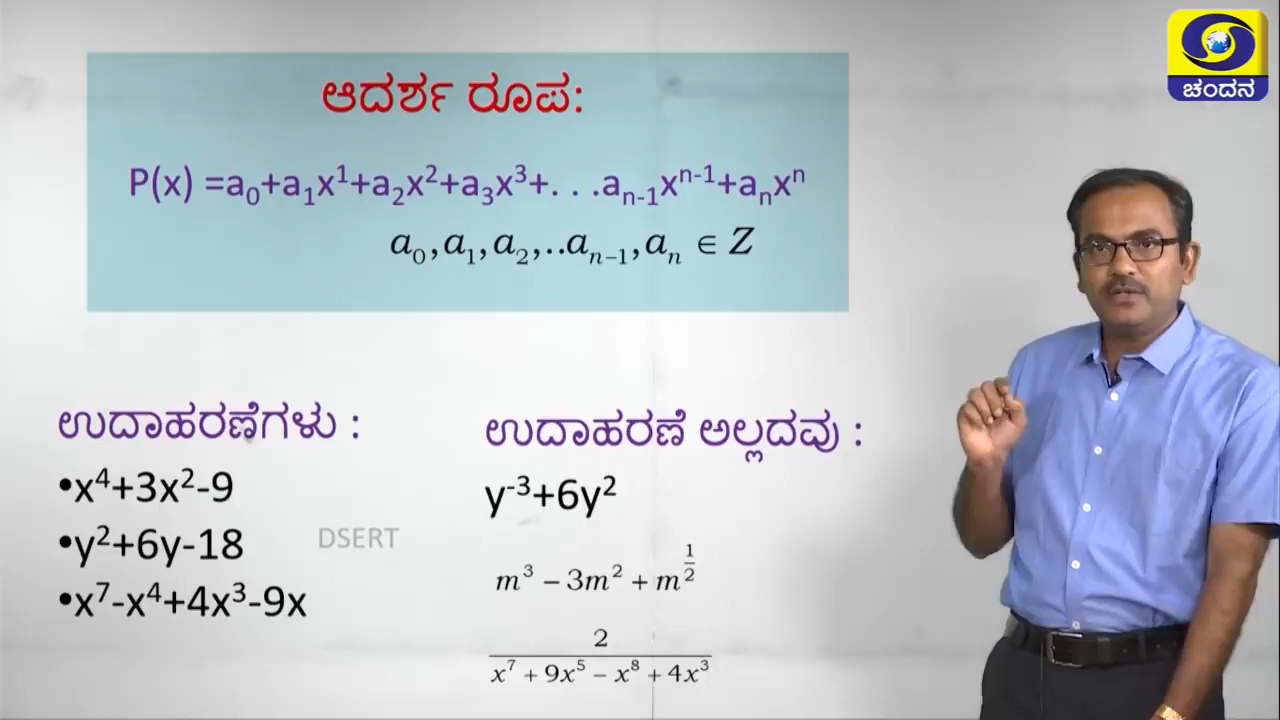 ಚಂದನ
ಆದರ್ಶ ರೂಪ:
P(x) =a₀+a₁x¹+a₂x²+a₃x³+. . .aₙ₋₁xⁿ⁻¹+aₙxⁿ
a₀,a₁,a₂,..aₙ₋₁,aₙ ∈ Z
ಉದಾಹರಣೆಗಳು :
•x⁴+3x²-9
•y²+6y-18
•x⁷-x⁴+4x³-9x
DSERT
ಉದಾಹರಣೆ ಅಲ್ಲದವು :
y⁻³+6y²
m³ − 3m² + m^(1/2)
2
x⁷ + 9x⁵ − x⁸ + 4x³